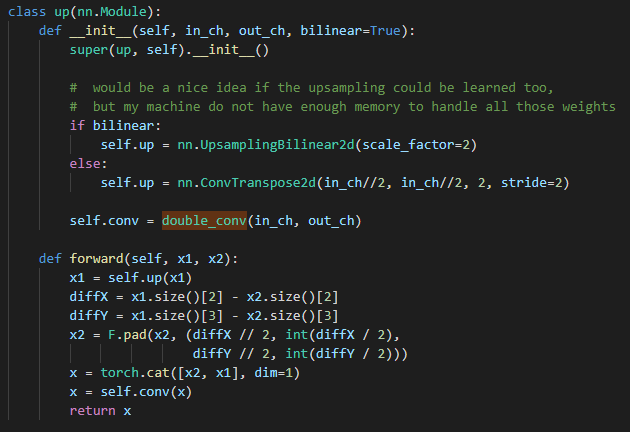 class up(nn.Module):
    def __init__(self, in_ch, out_ch, bilinear=True):
        super(up, self).__init__()

        #  would be a nice idea if the upsampling could be learned too,
        #  but my machine do not have enough memory to handle all those weights
        if bilinear:
            self.up = nn.UpsamplingBilinear2d(scale_factor=2)
        else:
            self.up = nn.ConvTranspose2d(in_ch//2, in_ch//2, 2, stride=2)

        self.conv = double_conv(in_ch, out_ch)

    def forward(self, x1, x2):
        x1 = self.up(x1)
        diffX = x1.size()[2] - x2.size()[2]
        diffY = x1.size()[3] - x2.size()[3]
        x2 = F.pad(x2, (diffX // 2, int(diffX / 2),
                        diffY // 2, int(diffY / 2)))
        x = torch.cat([x2, x1], dim=1)
        x = self.conv(x)
        return x